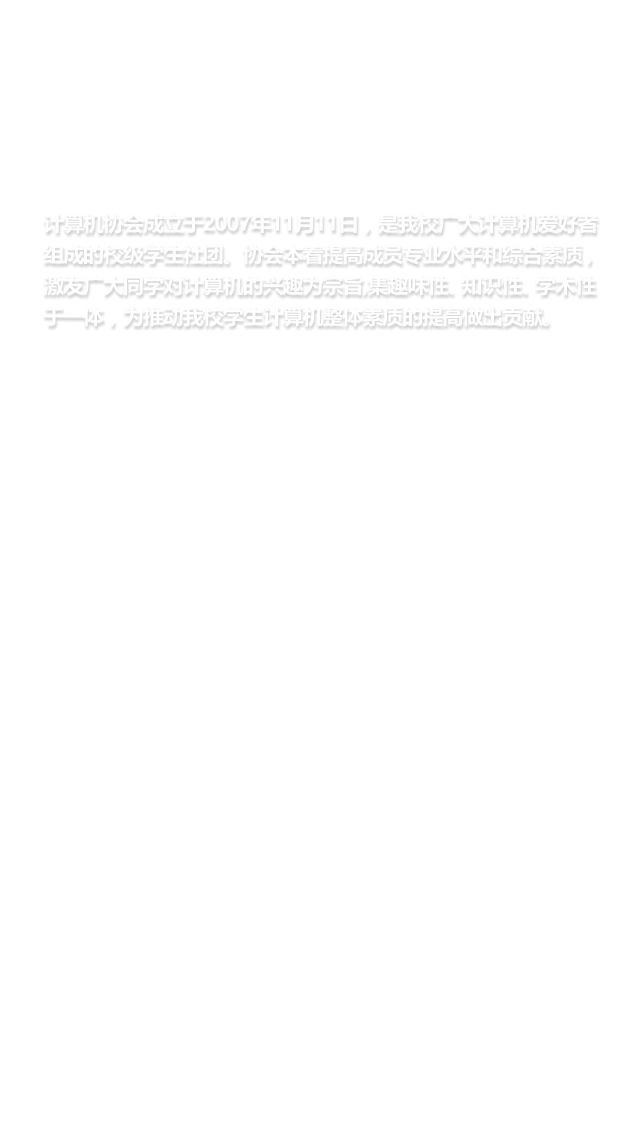 计算机协会成立于2007年11月11日，是我校广大计算机爱好者
组成的校级学生社团。协会本着提高成员专业水平和综合素质，
激发广大同学对计算机的兴趣为宗旨,集趣味性、知识性、学术性
于一体，为推动我校学生计算机整体素质的提高做出贡献。